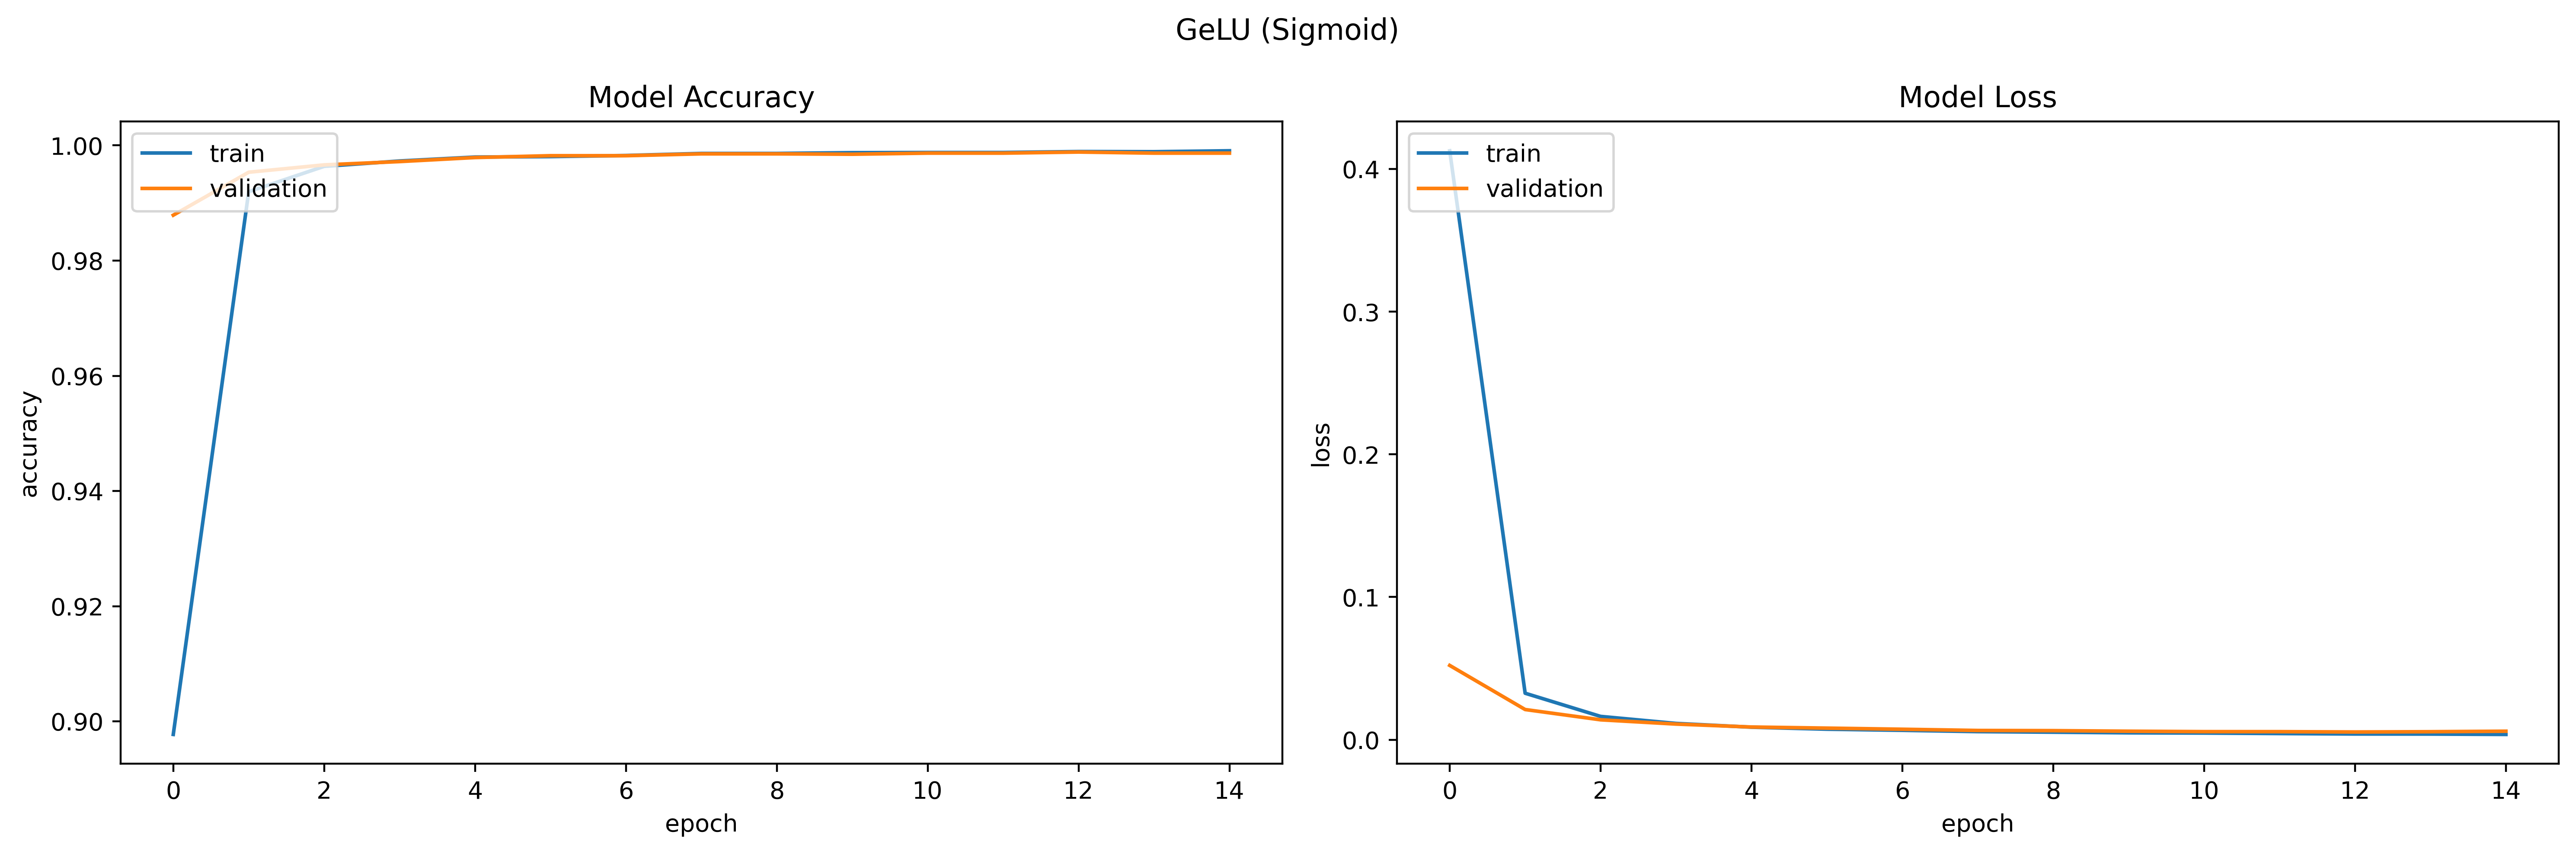 GeLU (Sigmoid)
Model Accuracy
train
validation
1.00
0.98
0.96
0.94
0.92
0.90
accuracy
0 2 4 6 8 10 12 14
epoch
Model Loss
train
validation
0.4
0.3
0.2
0.1
0.0
loss
0 2 4 6 8 10 12 14
epoch